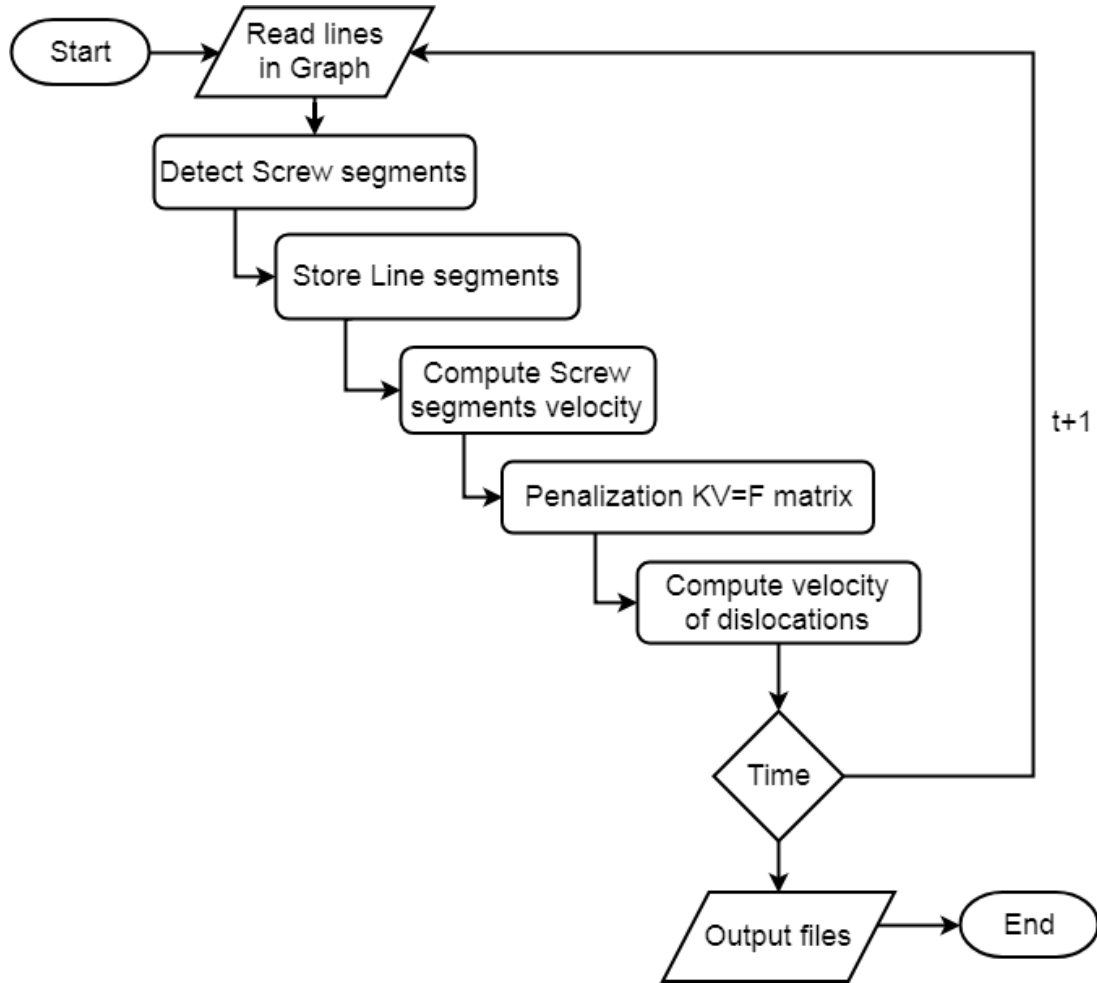 Start
Read lines
in Graph
Detect Screw segments
Store Line segments
Compute Screw
segments velocity
t+1
Penalization KV=F matrix
Compute velocity
of dislocations
Time
Output files
End